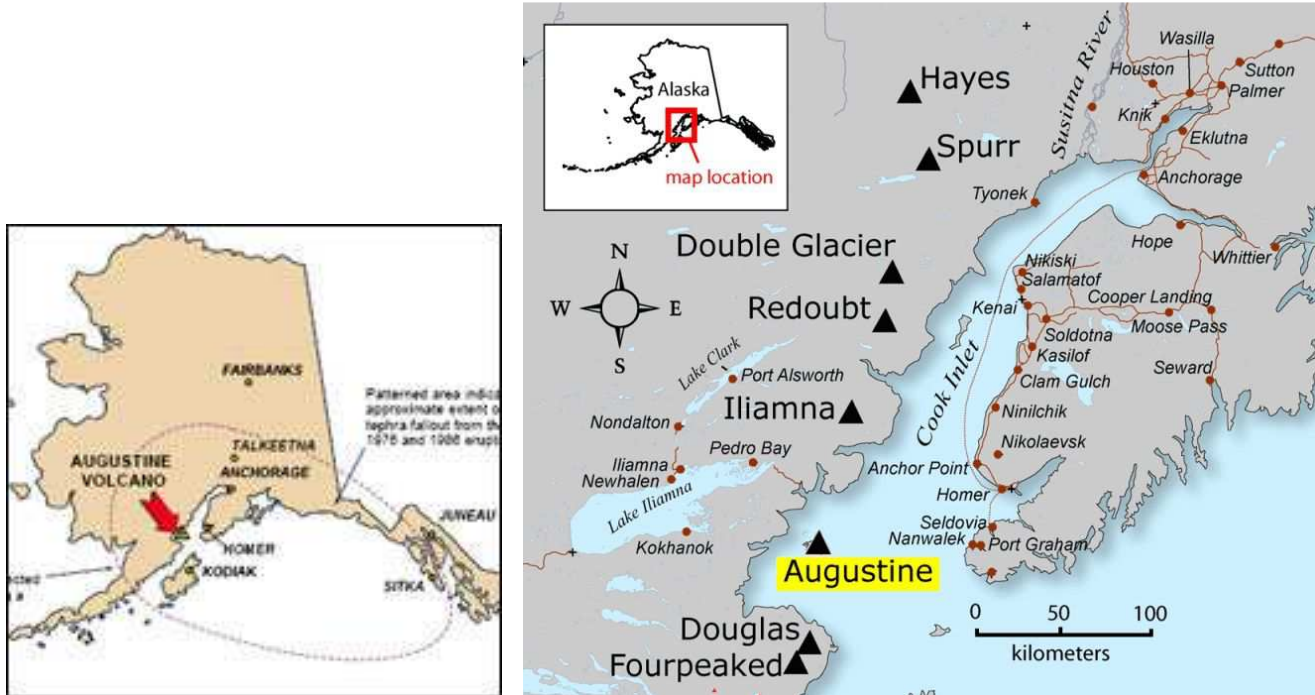 FAIRBANKS
Patterned area indica
approximate extent o
tephra fallout from the
1976 and 1986 erupt
TALKEETNA
AUGUSTINE
VOLCANO
ANCHORAGE
JUNEAU
HOMER
KODIAK
SITKA
ected
a
Alaska
map location
Hayes
Spurr
Susitna River
Wasilla
Houston
Sutton
Palmer
Knik
Eklutna
Anchorage
Tyonek
Hope
Whittier
Double Glacier
Redoubt
N
W
E
S
Nikiski
Salamatof
Kenai
Cooper Landing
Moose Pass
Soldotna
Kasilof
Clam Gulch
Seward
Lake Clark
Port Alsworth
Iliamna
Cook Inlet
Ninilchik
Nondalton
Nikolaevsk
Pedro Bay
Anchor Point
Iliamna
Newhalen
Homer
Lake Iliamna
Seldovia
Nanwalek
Port Graham
Kokhanok
Augustine
0 50 100
kilometers
Douglas
Fourpeaked